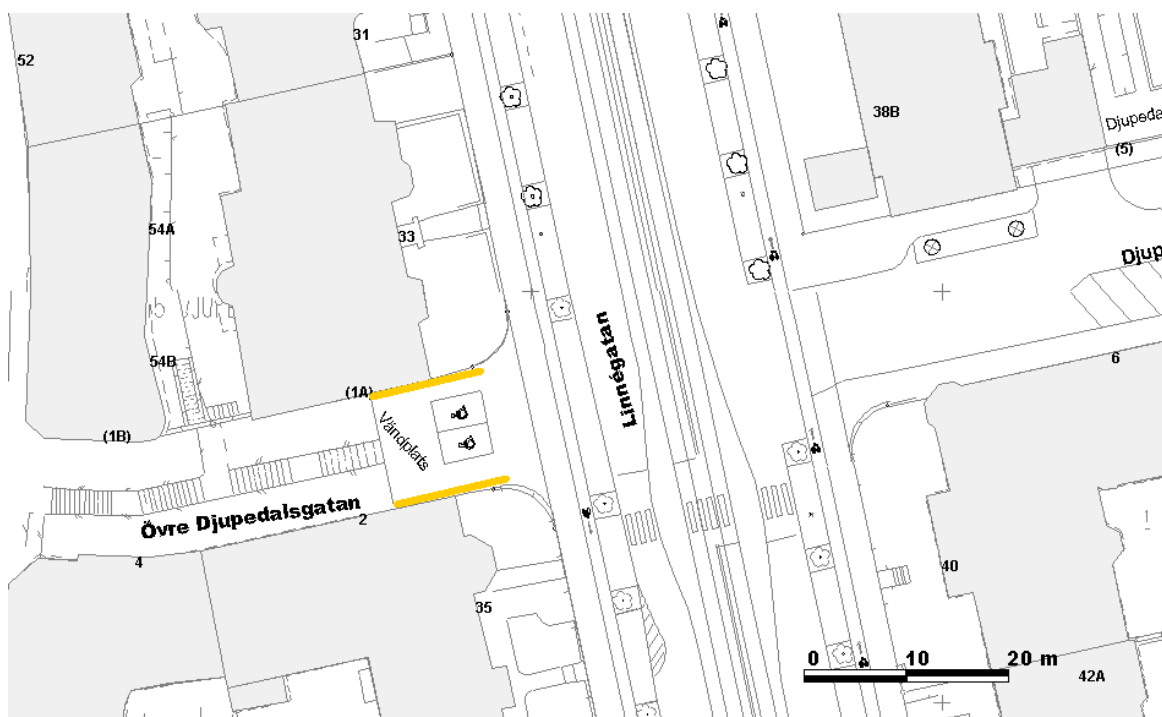 31
52
38B
Djupeda
(5)
54A
33
Djup
Linnégatan
54B
6
(1A)
Vändplats
(1B)
Övre Djupedalsgatan
2
4
40
35
0 10 20 m
42A